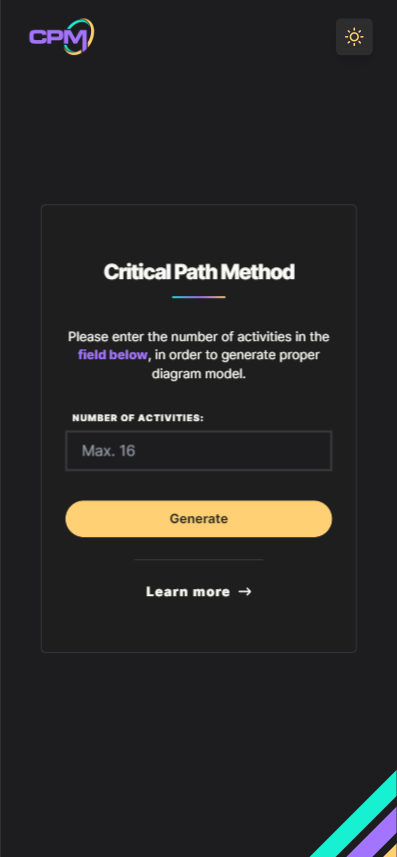 CPM
Critical Path Method
Please enter the number of activities in the
field below, in order to generate proper
diagram model.
NUMBER OF ACTIVITIES:
Max. 16
Generate
Learn more →